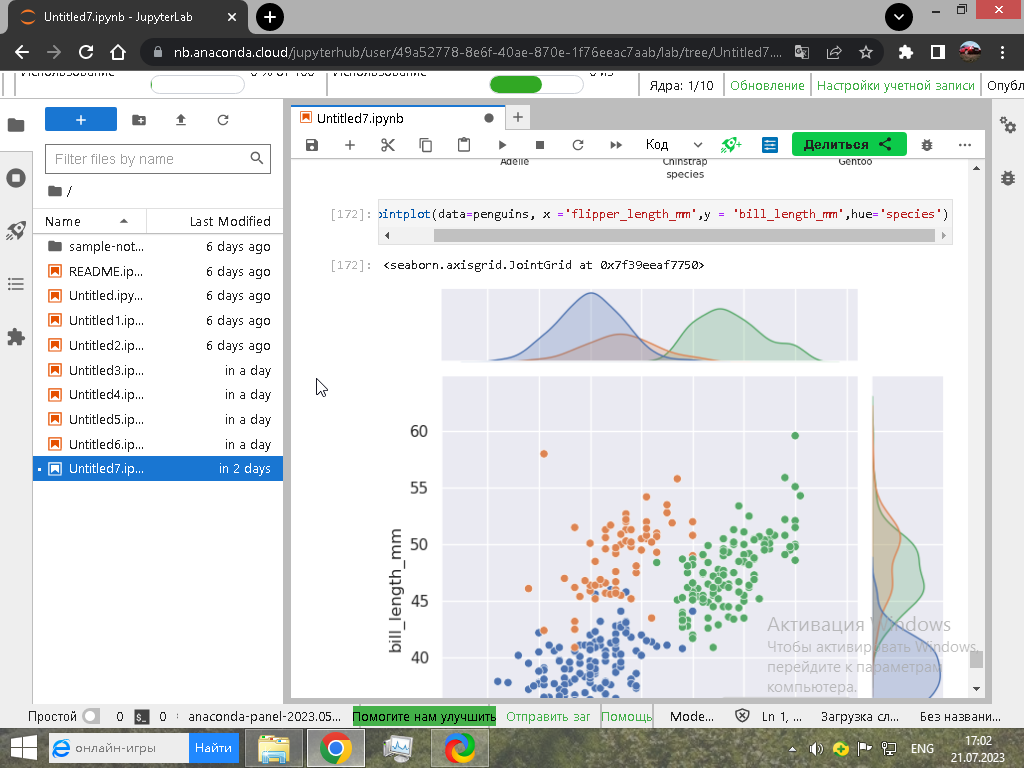 Untitled7.ipynb - JupyterLab
nb.anaconda.cloud/jupyterhub/user/49a52778-8e6f-40ae-870e-1f76eeac7aab/lab/tree/Untitled7....
Использование 0 % от 100 Использование 0 из
Ядра: 1/10 Обновление Настройки учетной записи Опубл
Untitled7.ipynb
Filter files by name
Код
Делиться
/
Name Last Modified
sample-not... 6 days ago
README.ip... 6 days ago
Untitled.ipy... 6 days ago
Untitled1.ip... 6 days ago
Untitled2.ip... 6 days ago
Untitled3.ip... in a day
Untitled4.ip... in a day
Untitled5.ip... in a day
Untitled6.ip... in a day
Untitled7.ip... in 2 days
Adelie Chinstrap Gentoo
species
[172]: ointplot(data=penguins, x ='flipper_length_mm',y = 'bill_length_mm',hue='species')
[172]: <seaborn.axisgrid.JointGrid at 0x7f39eeaf7750>
60
55
50
45
40
bill_length_mm
Активация Windows
Чтобы активировать Windows,
перейдите к параметрам
компьютера.
Простой 0 $_ 0 anaconda-panel-2023.05... Помогите нам улучшить Отправить заг Помощь Mode... Ln 1, ... Загрузка сл... Без названи...
онлайн-игры Найти
ENG
17:02
21.07.2023